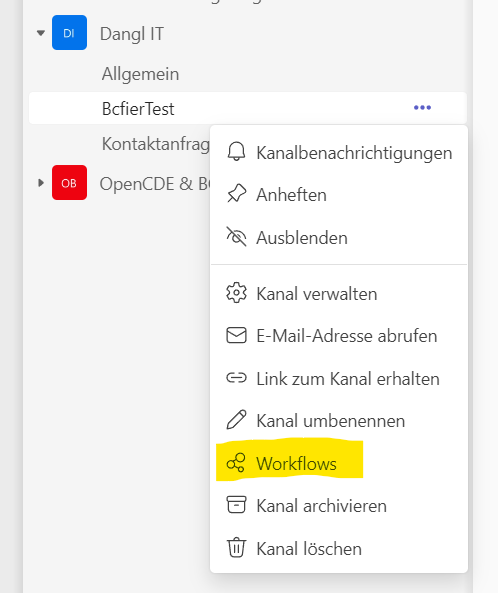 DI Dangl IT
Allgemein
BcfierTest
Kontaktanfrag
OB OpenCDE &
Kanalbenachrichtigungen
Anheften
Ausblenden
Kanal verwalten
E-Mail-Adresse abrufen
Link zum Kanal erhalten
Kanal umbenennen
Workflows
Kanal archivieren
Kanal löschen